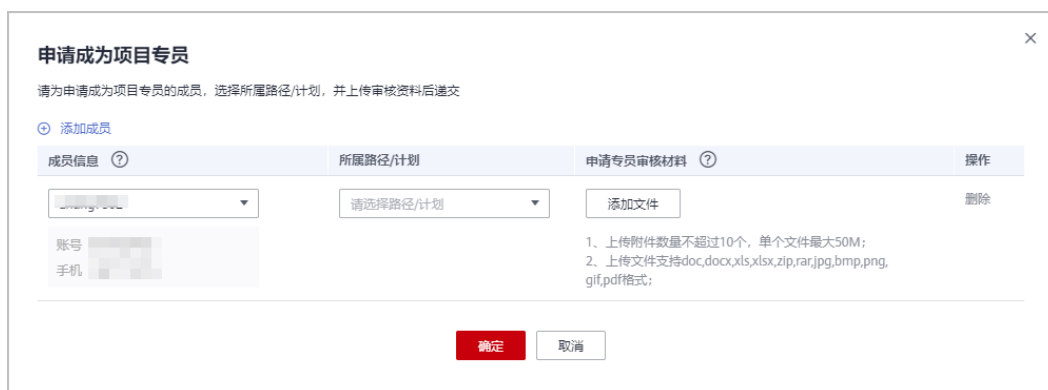 申请成为项目专员
请为申请成为项目专员的成员，选择所属路径/计划，并上传审核资料后递交
添加成员
成员信息 ? 所属路径/计划 申请专员审核材料 ? 操作
请选择路径/计划 添加文件 删除
账号
手机
1、上传附件数量不超过10个，单个文件最大50M；
2、上传文件支持doc,docx,xls,xlsx,zip,rar,jpg,bmp,png,
gif,pdf格式；
确定 取消